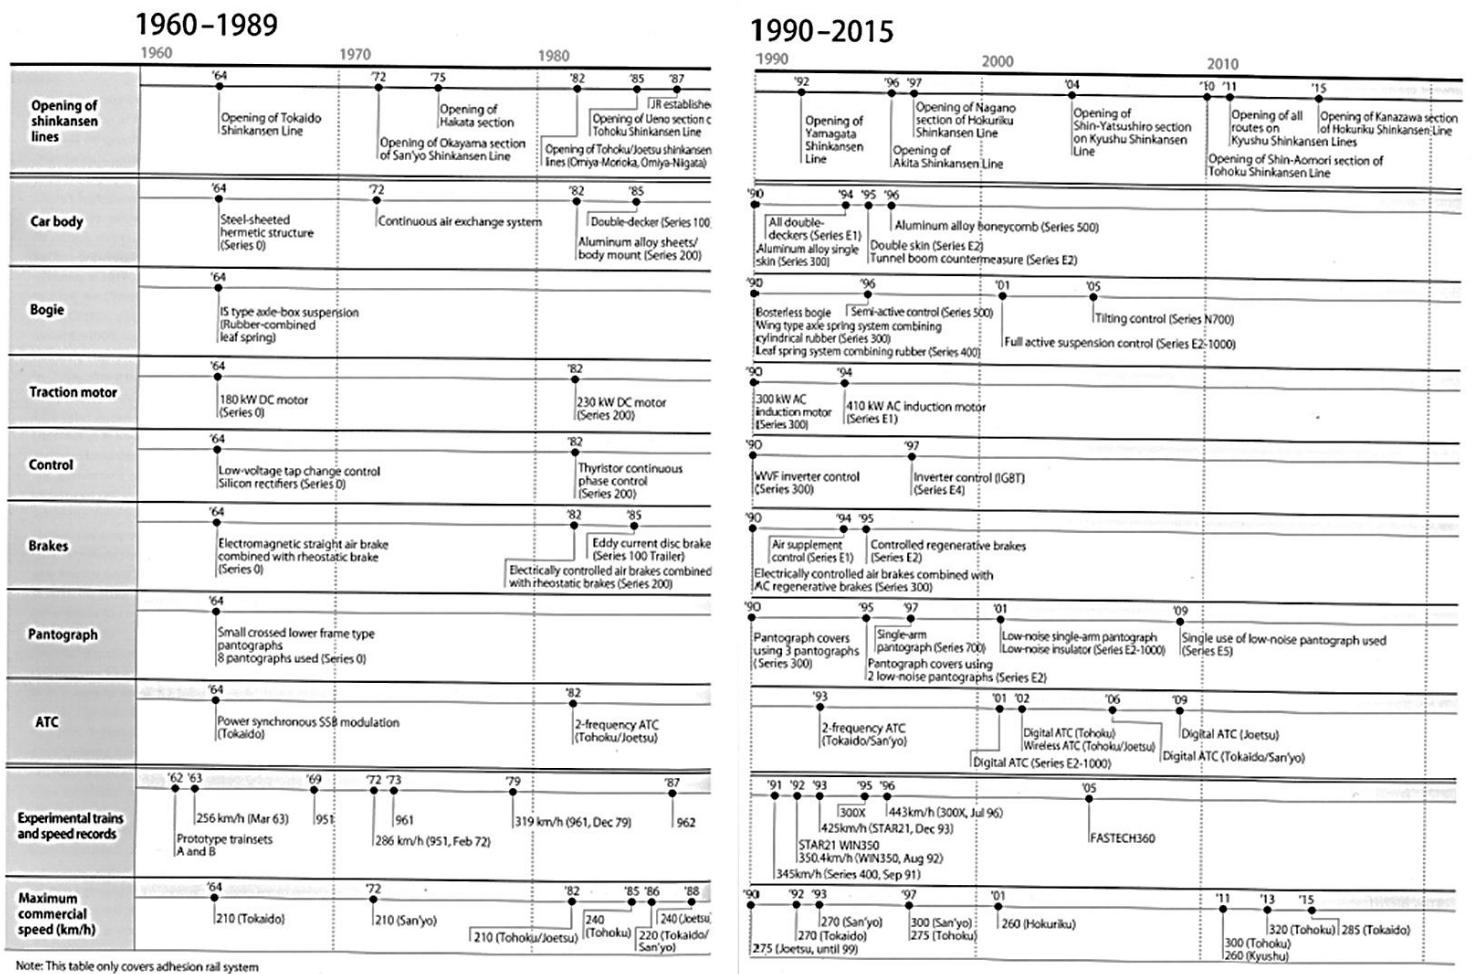 1960–1989
1960
1970
1980
Opening of
shinkansen
lines
'64
'72
'75
'82
'85
'87
Opening of Tokaido
Shinkansen Line
Opening of Okayama section
of San'yo Shinkansen Line
Opening of
Hakata section
Opening of Tohoku/Joetsu shinkansen
lines (Omiya-Morioka, Omiya-Niigata)
Opening of Ueno section
Tohoku Shinkansen Line
JR establishe
Car body
'64
'72
'82
'85
Steel-sheeted
hermetic structure
(Series 0)
Continuous air exchange system
Double-decker (Series 100
Aluminum alloy sheets/
body mount (Series 200)
Bogie
'64
IS type axle-box suspension
(Rubber-combined
leaf spring)
Traction motor
'64
'82
180 kW DC motor
(Series 0)
230 kW DC motor
(Series 200)
Control
'64
'82
Low-voltage tap change control
Silicon rectifiers (Series 0)
Thyristor continuous
phase control
(Series 200)
Brakes
'64
'82
'85
Electromagnetic straight air brake
combined with rheostatic brake
(Series 0)
Eddy current disc brake
(Series 100 Trailer)
Electrically controlled air brakes combined
with rheostatic brakes (Series 200)
Pantograph
'64
Small crossed lower frame type
pantographs
8 pantographs used (Series 0)
ATC
'64
'82
Power synchronous SSB modulation
(Tokaido)
2-frequency ATC
(Tohoku/Joetsu)
Experimental trains
and speed records
'62
'63
'69
'72
'73
'79
'87
256 km/h (Mar 63)
951
961
319 km/h (961, Dec 79)
962
Prototype trainsets
A and B
286 km/h (951, Feb 72)
Maximum
commercial
speed (km/h)
'64
'72
'82
'85
'86
'88
210 (Tokaido)
210 (San'yo)
210 (Tohoku/Joetsu)
240
(Tohoku)
220 (Tokaido/
San'yo)
240 (Joetsu
Note: This table only covers adhesion rail system
1990–2015
1990
2000
2010
'92
'96
'97
'04
'10
'11
'15
Opening of
Yamagata
Shinkansen
Line
Opening of Nagano
section of Hokuriku
Shinkansen Line
Opening of
Akita Shinkansen Line
Opening of
Shin-Yatsushiro section
on Kyushu Shinkansen
Line
Opening of all
routes on
Kyushu Shinkansen Lines
Opening of Kanazawa section
of Hokuriku Shinkansen Line
Opening of Shin-Aomori section of
Tohoku Shinkansen Line
'90
'94
'95
'96
All double-
deckers (Series E1)
Aluminum alloy single
skin (Series 300)
Aluminum alloy honeycomb (Series 500)
Double skin (Series E2)
Tunnel boom countermeasure (Series E2)
'90
'96
'01
'05
Bosterless bogie
Wing type axle spring system combining
cylindrical rubber (Series 300)
Leaf spring system combining rubber (Series 400)
Semi-active control (Series 500)
Full active suspension control (Series E2-1000)
Tilting control (Series N700)
'90
'94
300 kW AC
induction motor
(Series 300)
410 kW AC induction motor
(Series E1)
'90
'97
VVVF inverter control
(Series 300)
Inverter control (IGBT)
(Series E4)
'90
'94
'95
Air supplement
control (Series E1)
Controlled regenerative brakes
(Series E2)
Electrically controlled air brakes combined with
AC regenerative brakes (Series 300)
'90
'95
'97
'01
'09
Pantograph covers
using 3 pantographs
(Series 300)
Single-arm
pantograph (Series 700)
Pantograph covers using
2 low-noise pantographs (Series E2)
Low-noise single-arm pantograph
Low-noise insulator (Series E2-1000)
Single use of low-noise pantograph used
(Series E5)
'93
'01
'02
'06
'09
2-frequency ATC
(Tokaido/San'yo)
Digital ATC (Series E2-1000)
Digital ATC (Tohoku)
Wireless ATC (Tohoku/Joetsu)
Digital ATC (Tokaido/San'yo)
Digital ATC (Joetsu)
'91
'92
'93
'95
'96
'05
300X
443km/h (300X, Jul 96)
425km/h (STAR21, Dec 93)
STAR21 WIN350
350.4km/h (WIN350, Aug 92)
345km/h (Series 400, Sep 91)
FASTECH360
'90
'92
'93
'97
'01
'11
'13
'15
270 (San'yo)
270 (Tokaido)
275 (Joetsu, until 99)
300 (San'yo)
275 (Tohoku)
260 (Hokuriku)
320 (Tohoku)
285 (Tokaido)
300 (Tohoku)
260 (Kyushu)